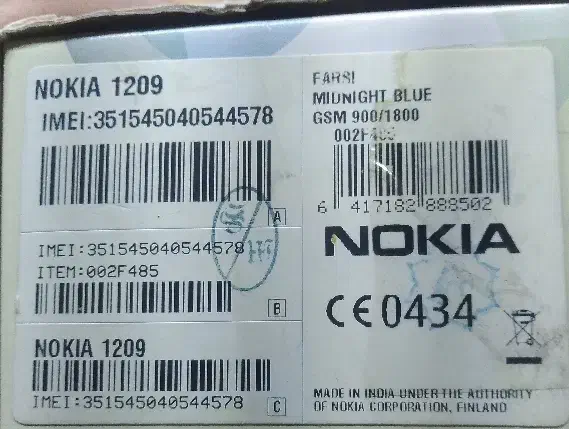 NOKIA 1209
IMEI:351545040544578
A
IMEI:351545040544578
ITEM:002F485
B
NOKIA 1209
IMEI:351545040544578
C
FARSI
MIDNIGHT BLUE
GSM 900/1800
002F485
6 417182 888502
NOKIA
CE0434
MADE IN INDIA UNDER THE AUTHORITY
OF NOKIA CORPORATION, FINLAND